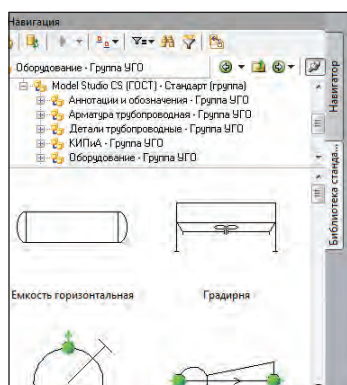 Навигация
Оборудование - Группа УГО
Model Studio CS (ГОСТ) - Стандарт (группа)
Аннотации и обозначения - Группа УГО
Арматура трубопроводная - Группа УГО
Детали трубопроводные - Группа УГО
КИПиА - Группа УГО
Оборудование - Группа УГО
Навигатор
Библиотека станда...
Емкость горизонтальная
Градирня